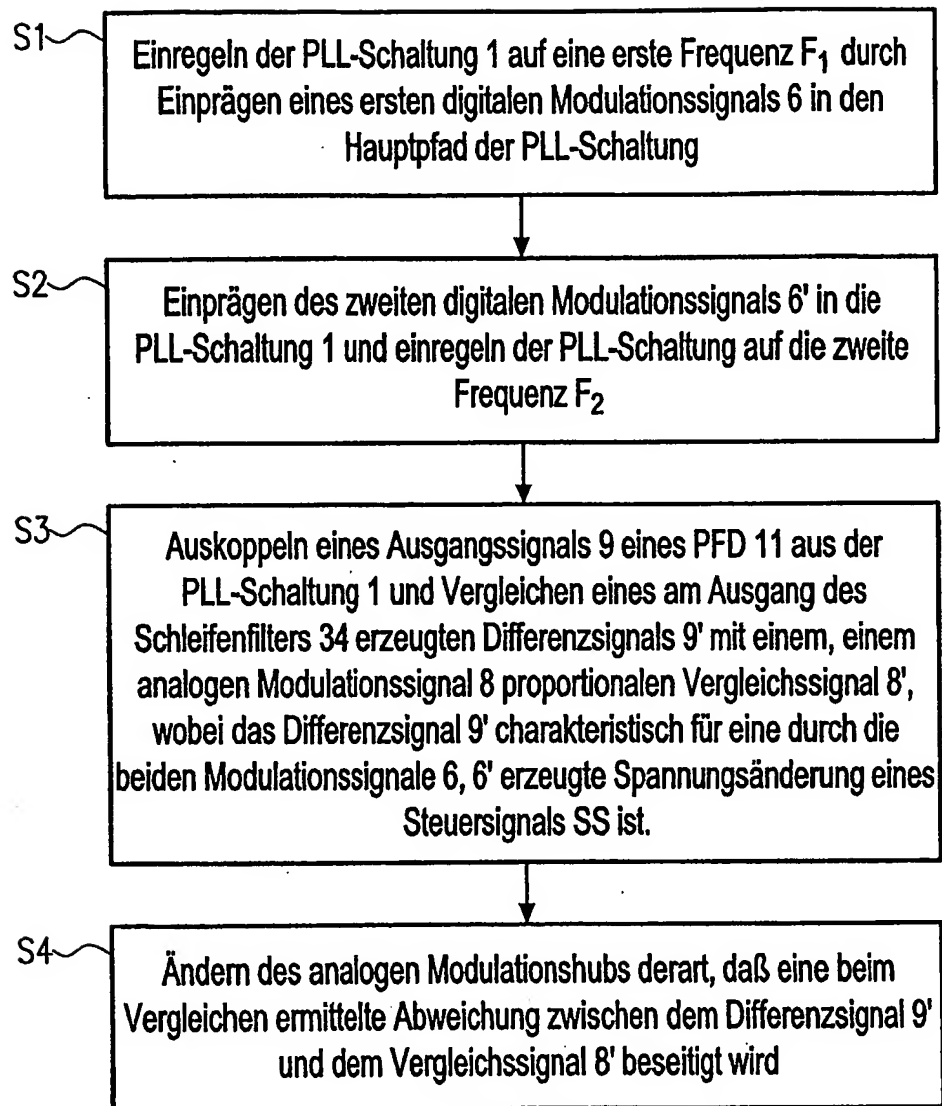 S1
Einregeln der PLL-Schaltung 1 auf eine erste Frequenz F₁ durch
Einprägen eines ersten digitalen Modulationssignals 6 in den
Hauptpfad der PLL-Schaltung
S2
Einprägen des zweiten digitalen Modulationssignals 6' in die
PLL-Schaltung 1 und einregeln der PLL-Schaltung auf die zweite
Frequenz F₂
S3
Auskoppeln eines Ausgangssignals 9 eines PFD 11 aus der
PLL-Schaltung 1 und Vergleichen eines am Ausgang des
Schleifenfilters 34 erzeugten Differenzsignals 9' mit einem, einem
analogen Modulationssignal 8 proportionalen Vergleichssignal 8',
wobei das Differenzsignal 9' charakteristisch für eine durch die
beiden Modulationssignale 6, 6' erzeugte Spannungsänderung eines
Steuersignals SS ist.
S4
Ändern des analogen Modulationshubs derart, daß eine beim
Vergleichen ermittelte Abweichung zwischen dem Differenzsignal 9'
und dem Vergleichssignal 8' beseitigt wird